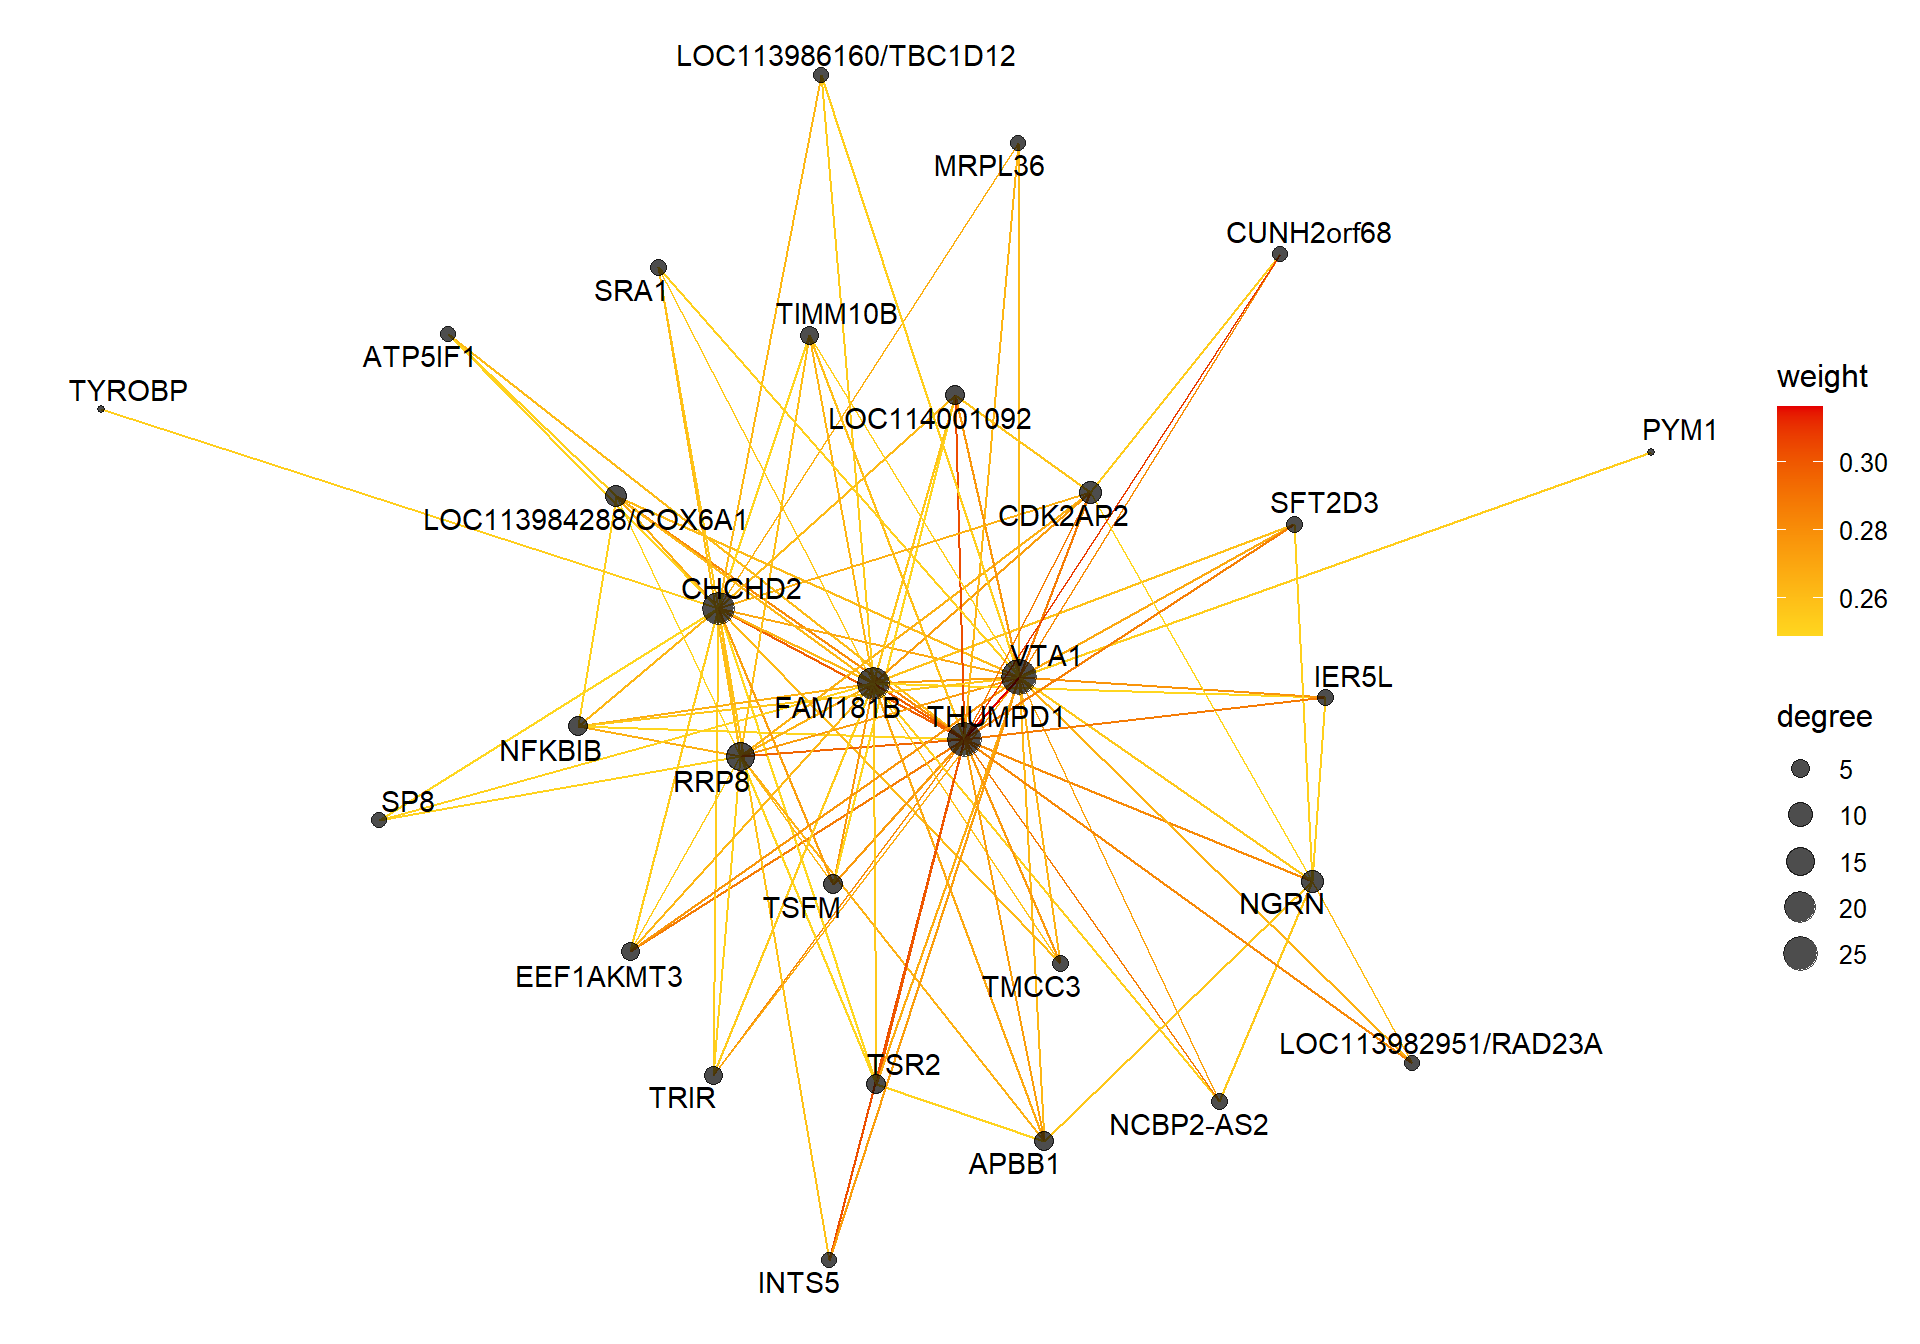 LOC113986160/TBC1D12
MRPL36
CUNH2orf68
SRA1
TIMM10B
ATP5IF1
TYROBP
LOC114001092
PYM1
LOC113984288/COX6A1
CDK2AP2
SFT2D3
CHCHD2
VTA1
IER5L
FAM181B
THUMPD1
NFKBIB
RRP8
SP8
TSFM
NGRN
EEF1AKMT3
TMCC3
LOC113982951/RAD23A
TSR2
TRIR
NCBP2-AS2
APBB1
INTS5
weight
0.30
0.28
0.26
degree
5
10
15
20
25